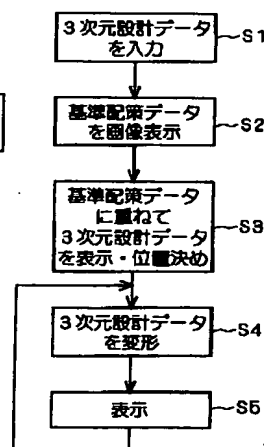 3次元設計データ
を入力
S1
基準配策データ
を画像表示
S2
基準配策データ
に重ねて
3次元設計データ
を表示・位置決め
S3
3次元設計データ
を変形
S4
表示
S5